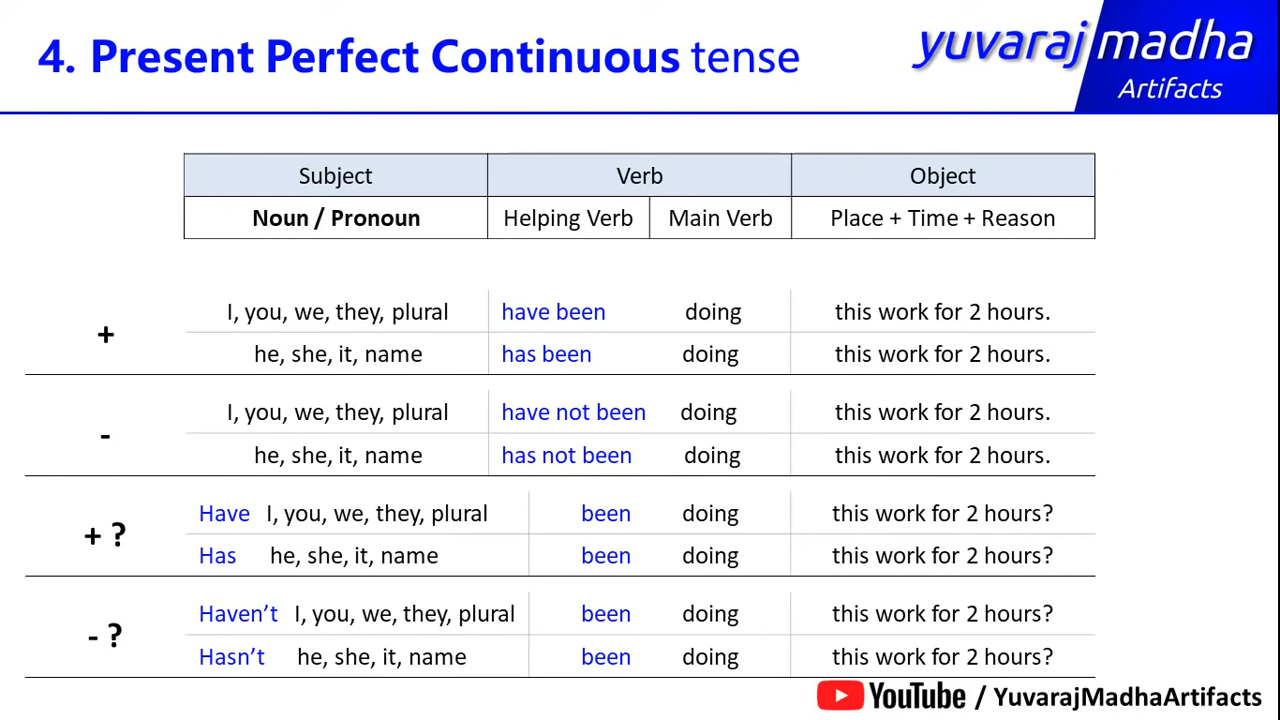 4. Present Perfect Continuous tense
yuvaraj madha
Artifacts
Subject Verb Object
Noun / Pronoun Helping Verb Main Verb Place + Time + Reason
+
I, you, we, they, plural have been doing this work for 2 hours.
he, she, it, name has been doing this work for 2 hours.
-
I, you, we, they, plural have not been doing this work for 2 hours.
he, she, it, name has not been doing this work for 2 hours.
+ ?
Have I, you, we, they, plural been doing this work for 2 hours?
Has he, she, it, name been doing this work for 2 hours?
- ?
Haven’t I, you, we, they, plural been doing this work for 2 hours?
Hasn’t he, she, it, name been doing this work for 2 hours?
YouTube / YuvarajMadhaArtifacts